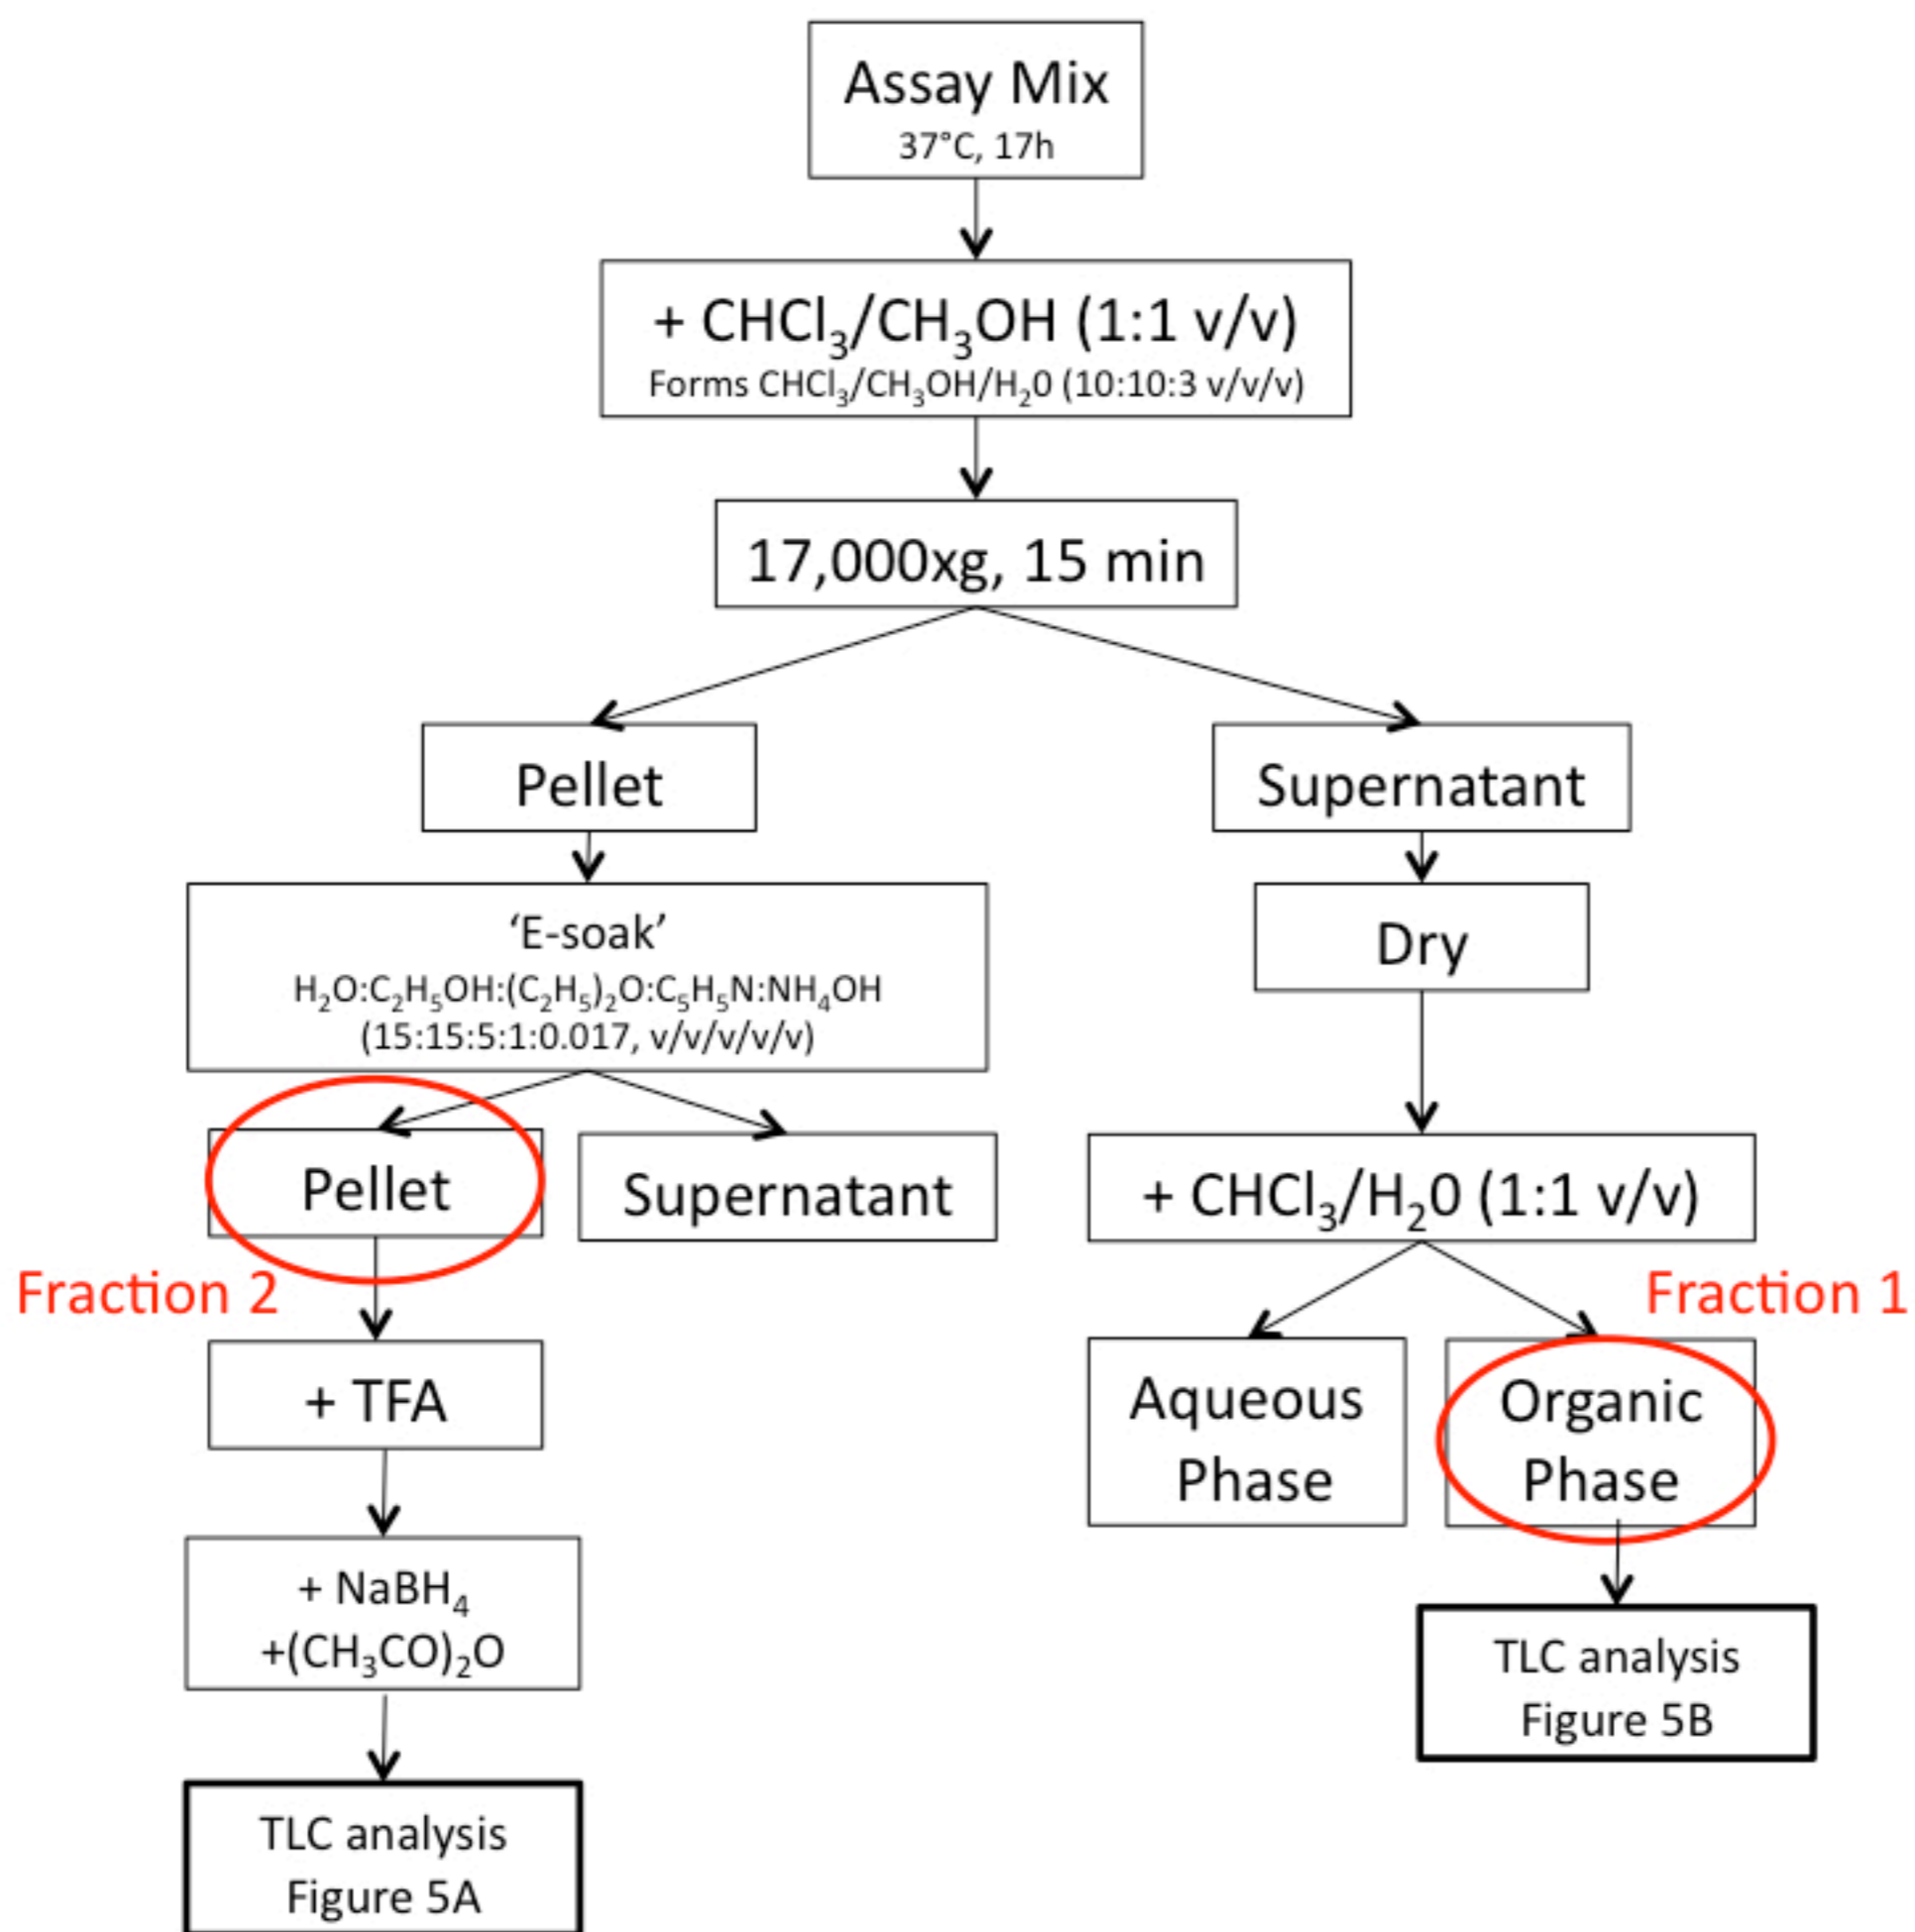 Assay Mix
37°C, 17h
+ CHCl₃/CH₃OH (1:1 v/v)
Forms CHCl₃/CH₃OH/H₂0 (10:10:3 v/v/v)
17,000xg, 15 min
Pellet
Supernatant
‘E-soak’
H₂O:C₂H₅OH:(C₂H₅)₂O:C₅H₅N:NH₄OH
(15:15:5:1:0.017, v/v/v/v/v)
Dry
Pellet
Supernatant
+ CHCl₃/H₂0 (1:1 v/v)
Fraction 2
Fraction 1
+ TFA
Aqueous
Phase
Organic
Phase
+ NaBH₄
+(CH₃CO)₂O
TLC analysis
Figure 5B
TLC analysis
Figure 5A